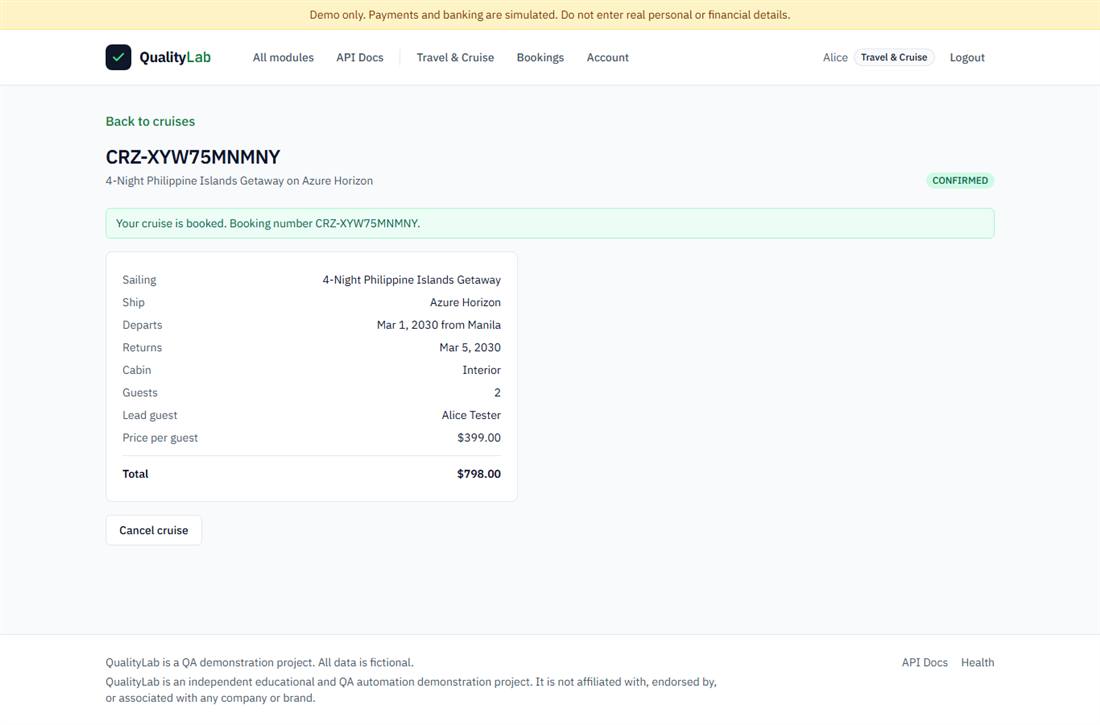 Demo only. Payments and banking are simulated. Do not enter real personal or financial details.
QualityLab All modules API Docs Travel & Cruise Bookings Account Alice Travel & Cruise Logout
Back to cruises
CRZ-XYW75MNMNY
4-Night Philippine Islands Getaway on Azure Horizon CONFIRMED
Your cruise is booked. Booking number CRZ-XYW75MNMNY.
Sailing 4-Night Philippine Islands Getaway
Ship Azure Horizon
Departs Mar 1, 2030 from Manila
Returns Mar 5, 2030
Cabin Interior
Guests 2
Lead guest Alice Tester
Price per guest $399.00
Total $798.00
Cancel cruise
QualityLab is a QA demonstration project. All data is fictional. API Docs Health
QualityLab is an independent educational and QA automation demonstration project. It is not affiliated with, endorsed by,
or associated with any company or brand.